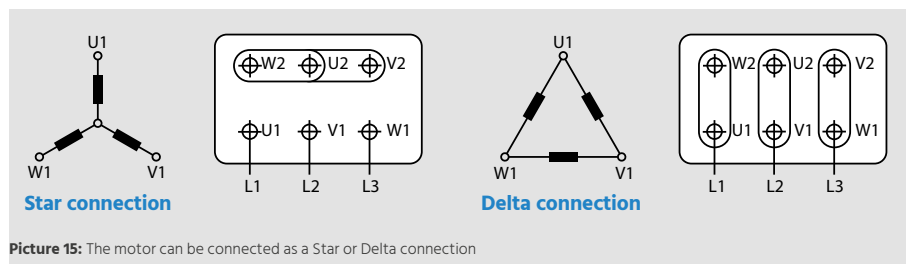 U1
W1 V1
Star connection
W2 U2 V2
U1 V1 W1
L1 L2 L3
U1
W1 V1
Delta connection
W2 U2 V2
U1 V1 W1
L1 L2 L3
Picture 15: The motor can be connected as a Star or Delta connection